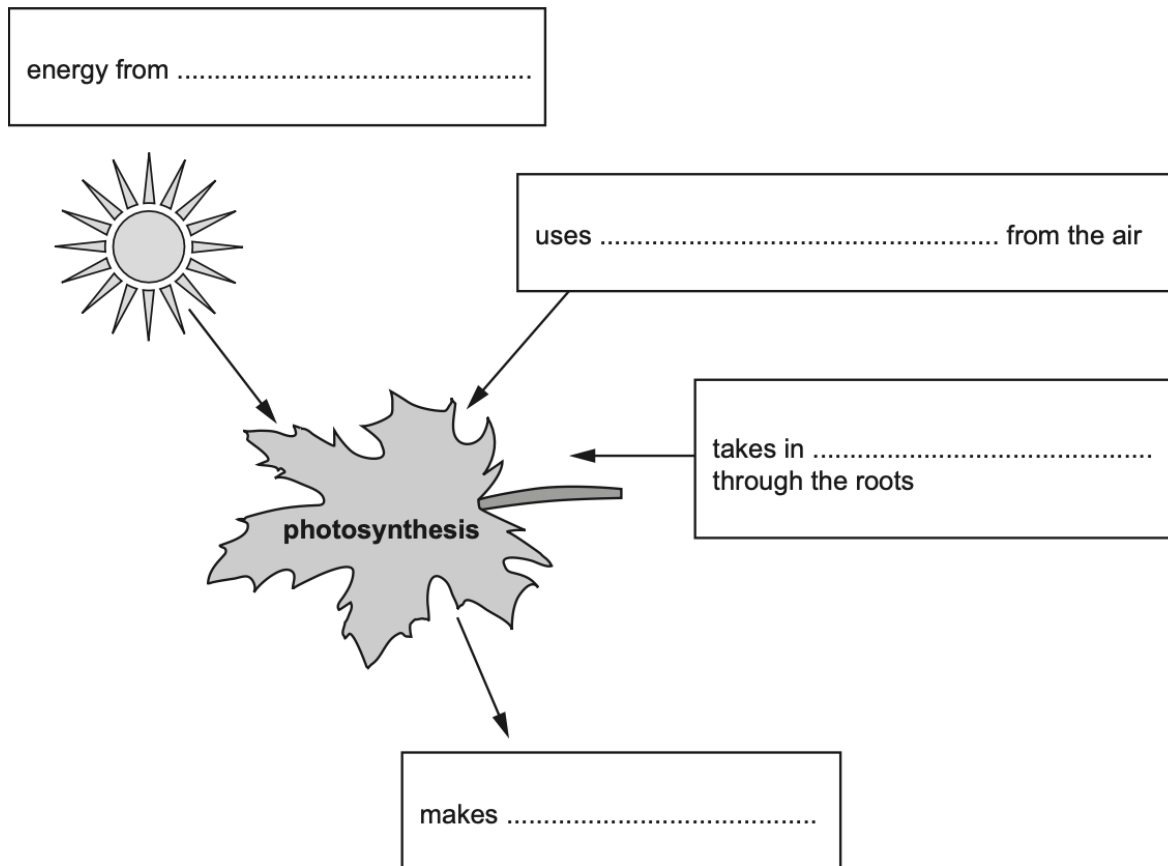 energy from ................................................
uses ...................................................... from the air
takes in ..............................................
through the roots
photosynthesis
makes ..........................................